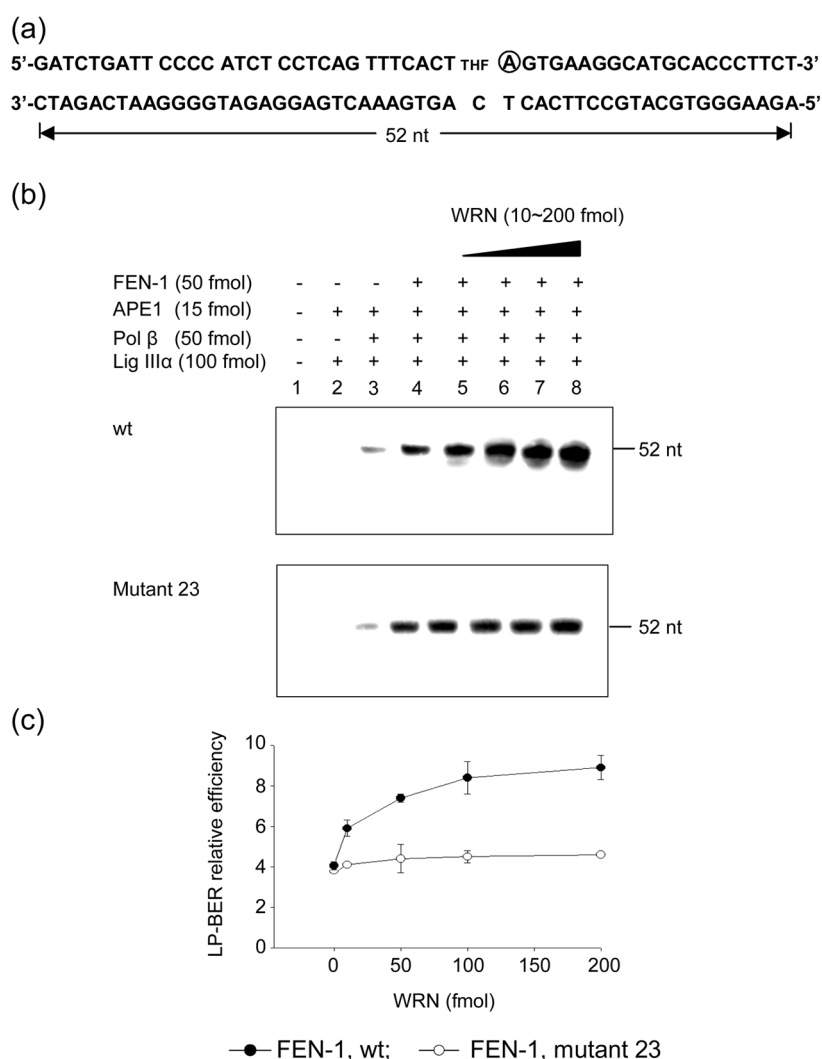 (a)
5’-GATCTGATT CCCC ATCT CCTCAG TTTCACT THF A GTGAAGGCATGCACCCTTCT-3’
3’-CTAGACTAAGGGGTAGAGGAGTCAAAGTGA C T CACTTCCGTACGTGGGAAGA-5’
52 nt
(b)
WRN (10~200 fmol)
FEN-1 (50 fmol) - - - + + + + +
APE1 (15 fmol) - + + + + + + +
Pol β (50 fmol) - - + + + + + +
Lig IIIα (100 fmol) - + + + + + + +
1 2 3 4 5 6 7 8
wt
52 nt
Mutant 23
52 nt
(c)
LP-BER relative efficiency
10
8
6
4
2
0
0 50 100 150 200
WRN (fmol)
FEN-1, wt; FEN-1, mutant 23